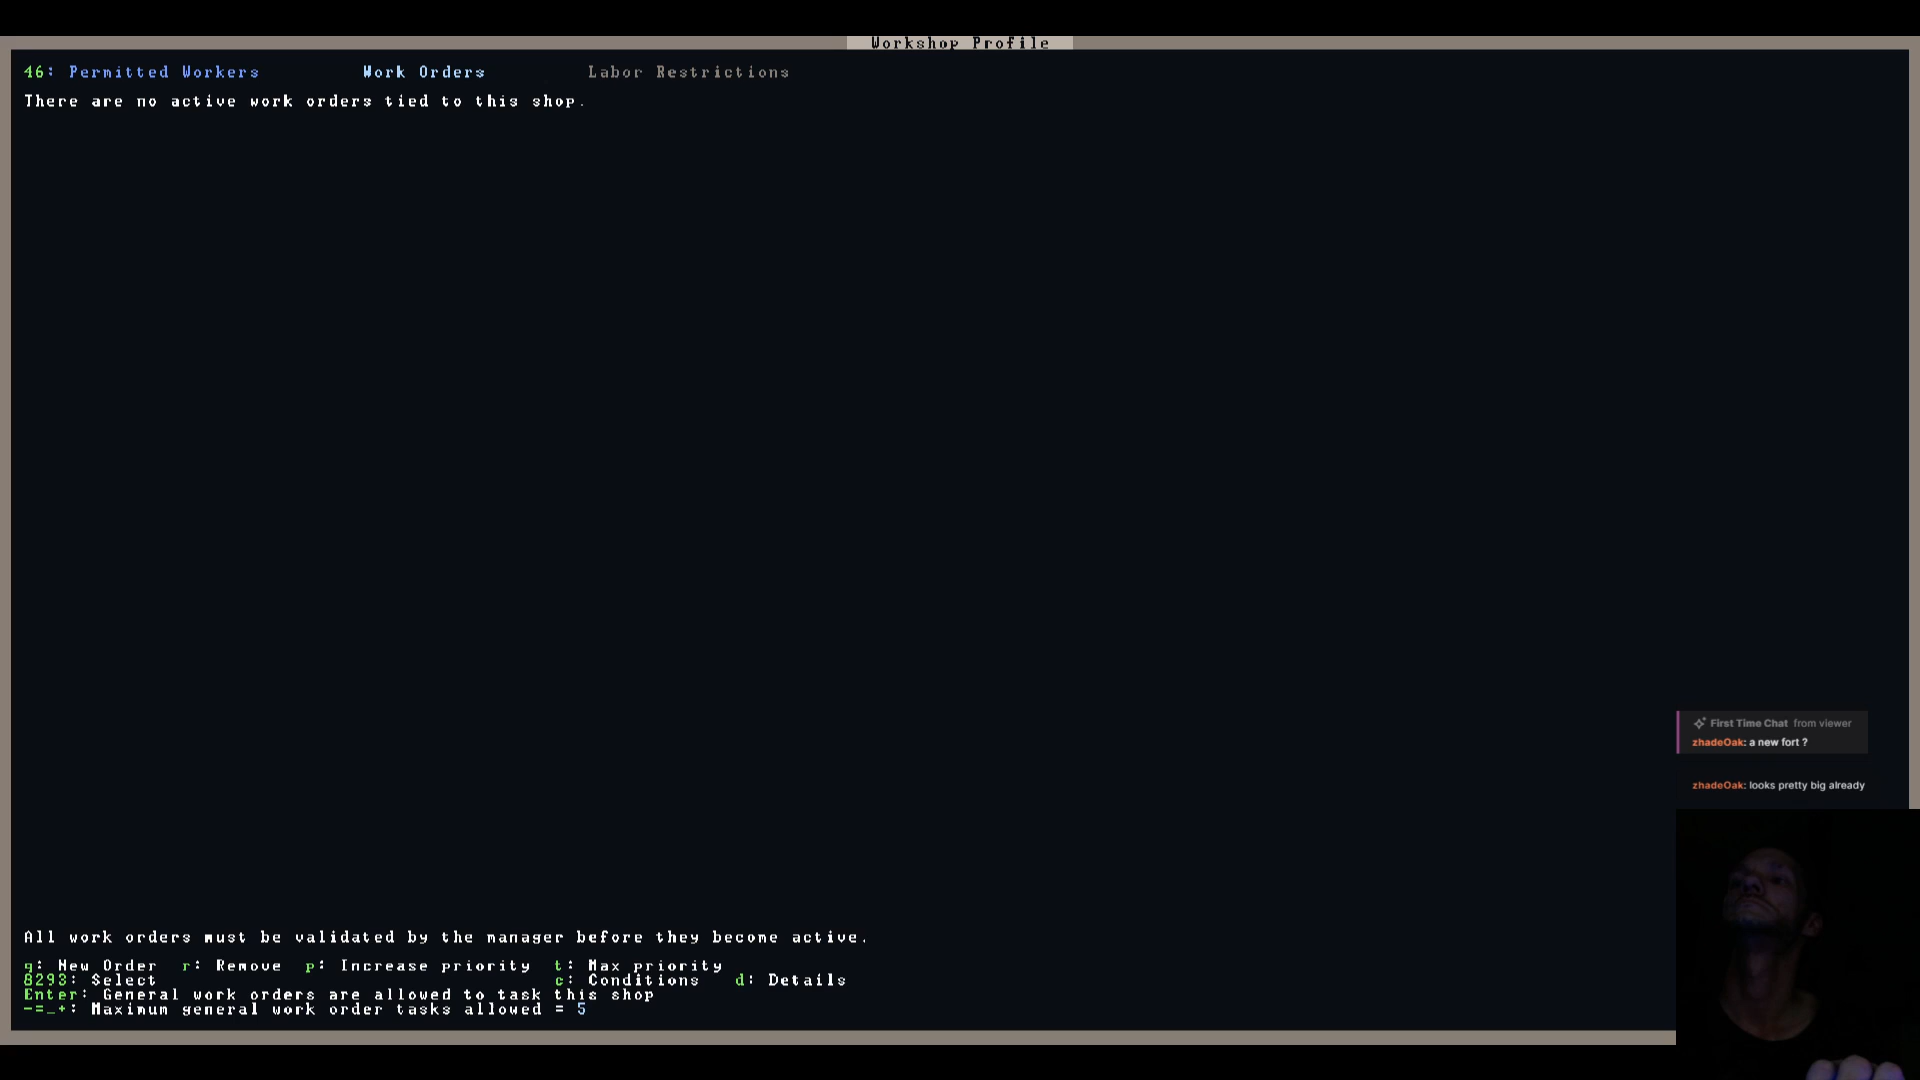 Workshop Profile
46: Permitted Workers Work Orders Labor Restrictions
There are no active work orders tied to this shop.
First Time Chat from viewer
zhadeOak: a new fort ?
zhadeOak: looks pretty big already
All work orders must be validated by the manager before they become active.
q: New Order r: Remove p: Increase priority t: Max priority
8293: Select c: Conditions d: Details
Enter: General work orders are allowed to task this shop
-=_+: Maximum general work order tasks allowed = 5